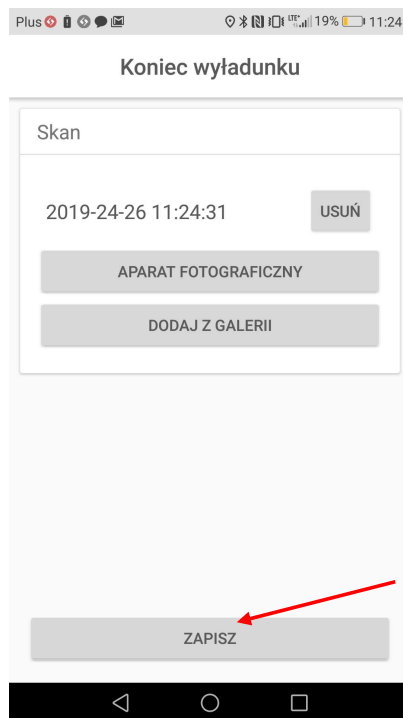 Plus 19% 11:24
Koniec wyładunku
Skan
2019-24-26 11:24:31 USUŃ
APARAT FOTOGRAFICZNY
DODAJ Z GALERII
ZAPISZ